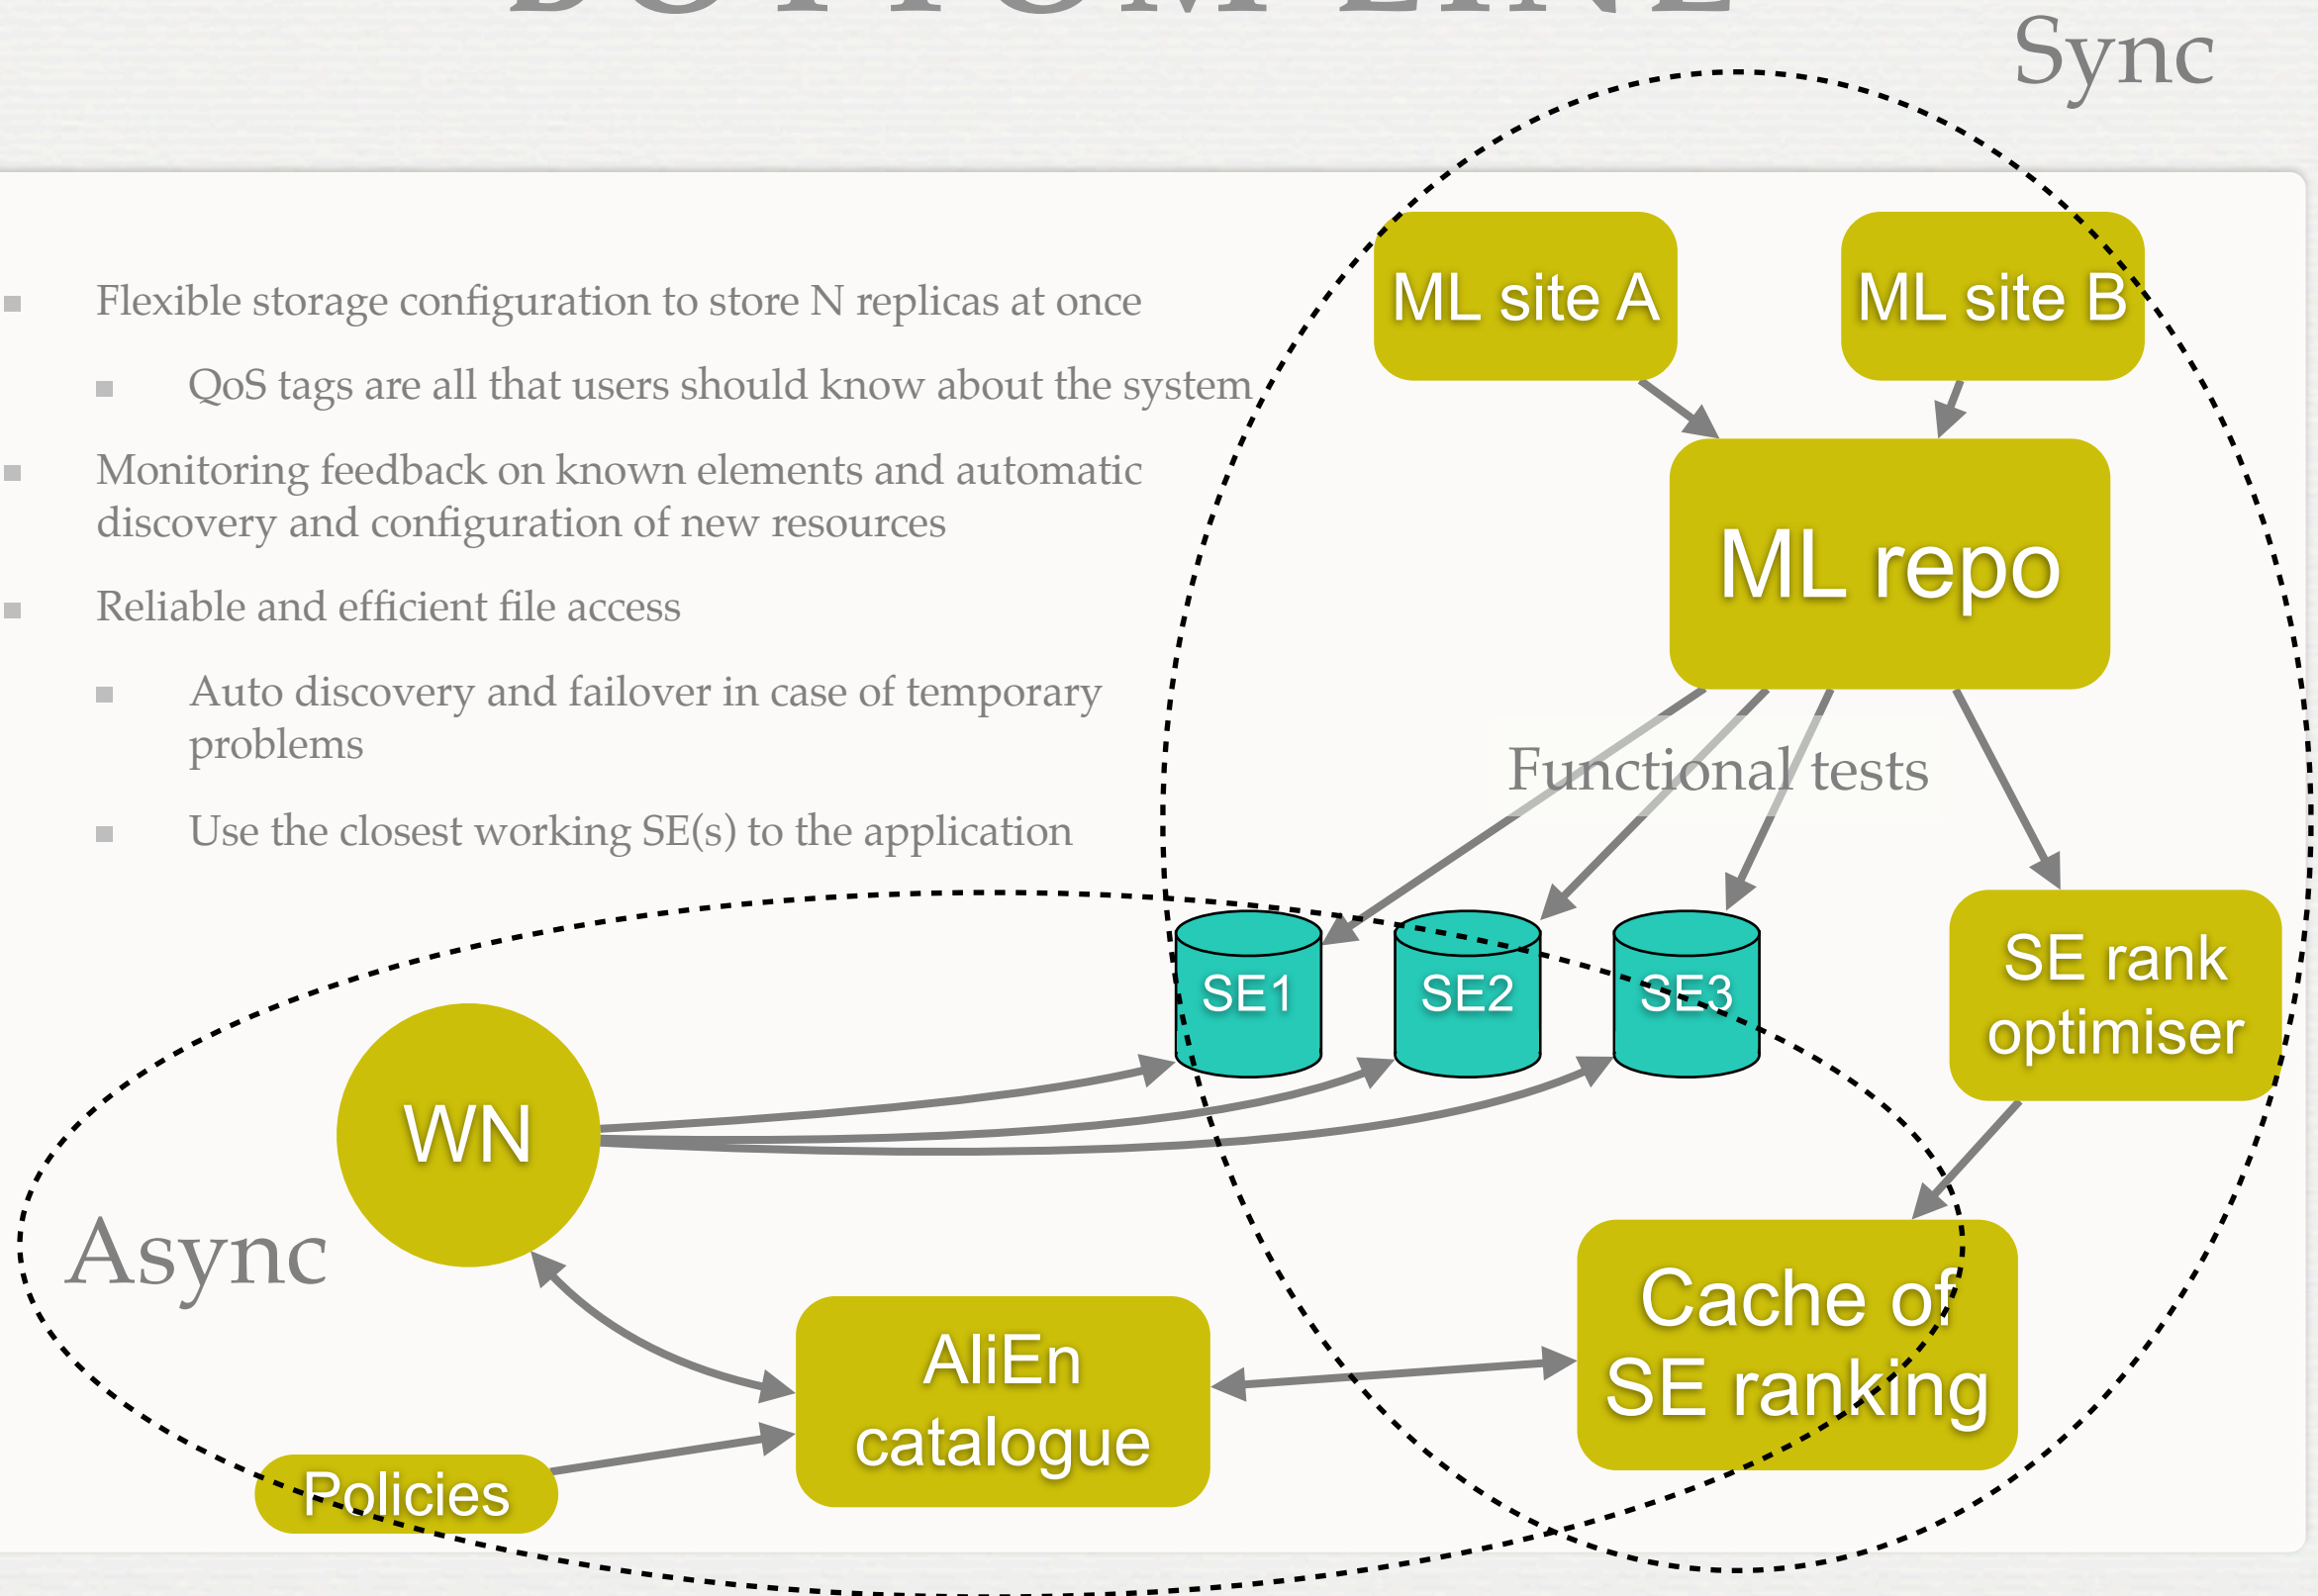 BOTTOM LINE
Sync
Flexible storage configuration to store N replicas at once
QoS tags are all that users should know about the system
Monitoring feedback on known elements and automatic
discovery and configuration of new resources
Reliable and efficient file access
Auto discovery and failover in case of temporary
problems
Use the closest working SE(s) to the application
ML site A
ML site B
ML repo
Functional tests
SE1
SE2
SE3
SE rank
optimiser
WN
Async
AliEn
catalogue
Cache of
SE ranking
Policies